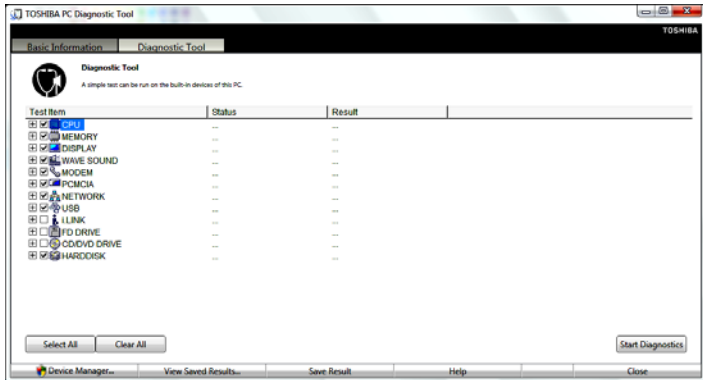 TOSHIBA PC Diagnostic Tool
TOSHIBA
Basic Information Diagnostic Tool
Diagnostic Tool
A simple test can be run on the built-in devices of this PC.
Test Item Status Result
CPU ... ...
MEMORY ... ...
DISPLAY ... ...
WAVE SOUND ... ...
MODEM ... ...
PCMCIA ... ...
NETWORK ... ...
USB ... ...
i.LINK ... ...
FD DRIVE ... ...
CD/DVD DRIVE ... ...
HARDDISK ... ...
Select All Clear All Start Diagnostics
Device Manager... View Saved Results... Save Result Help Close